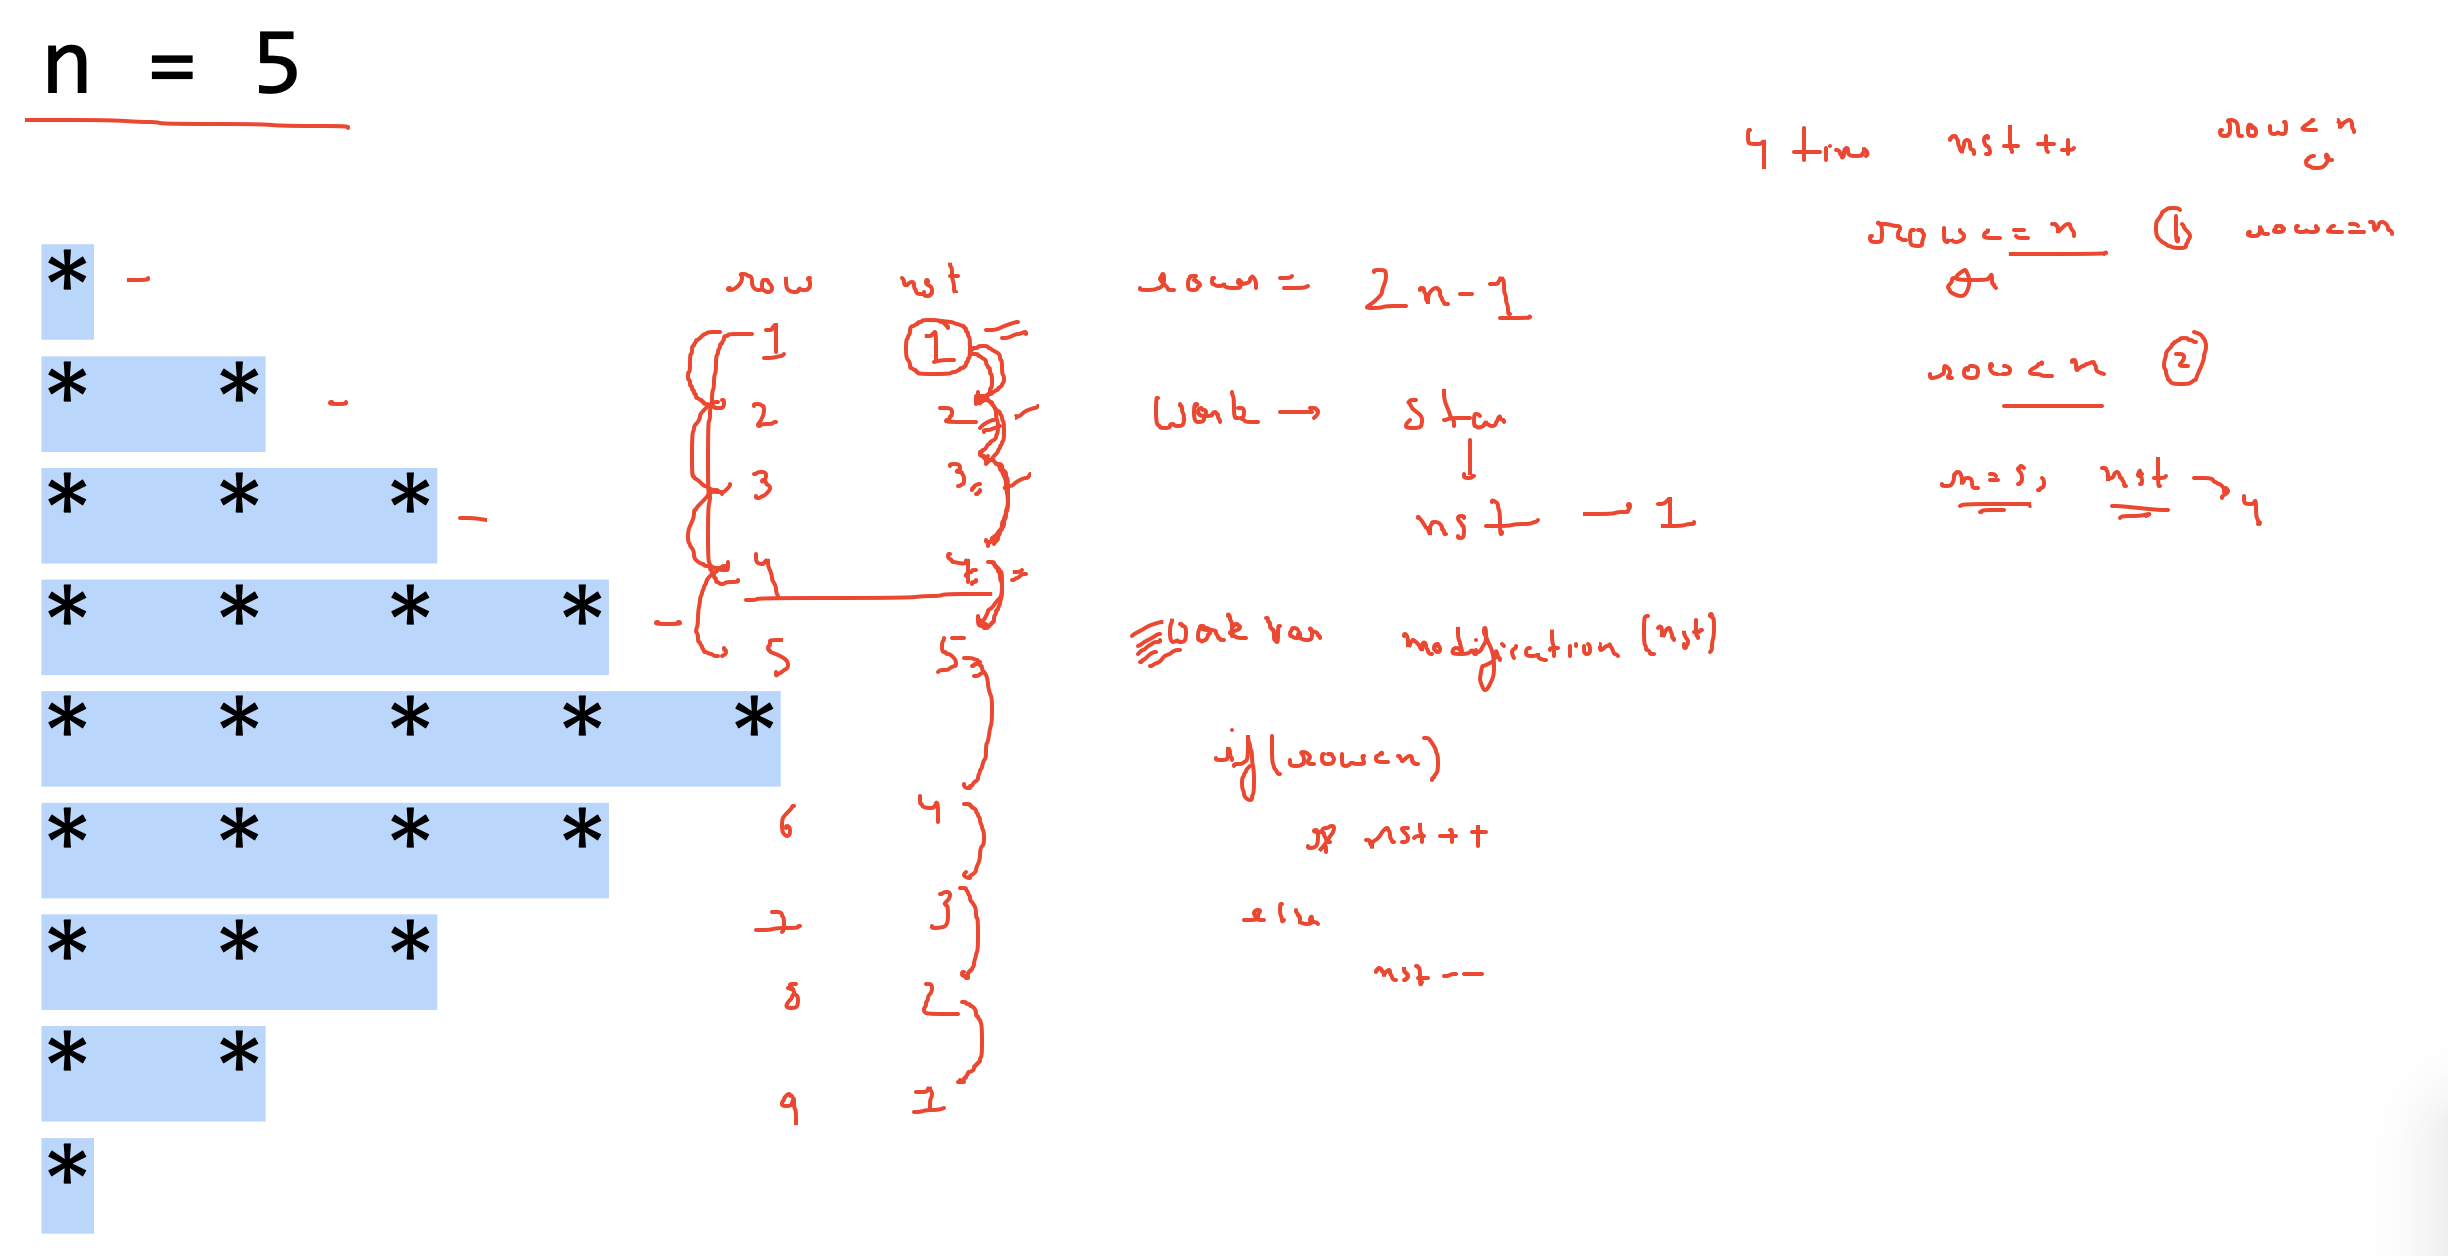 n = 5
4 times nst ++ row < n
row <= n 1 row <= n
*
row nst rows = 2n-1
1 1
* *
row < n 2
2 2 work → star
* * *
3 3
n = 5, nst → 4
nst - 1
* * * *
4 4
5 5 work var modification (nst)
* * * * *
if (row < n)
* * * *
6 4 nst ++
* * *
7 3 else
nst --
8 2
* *
9 1
*